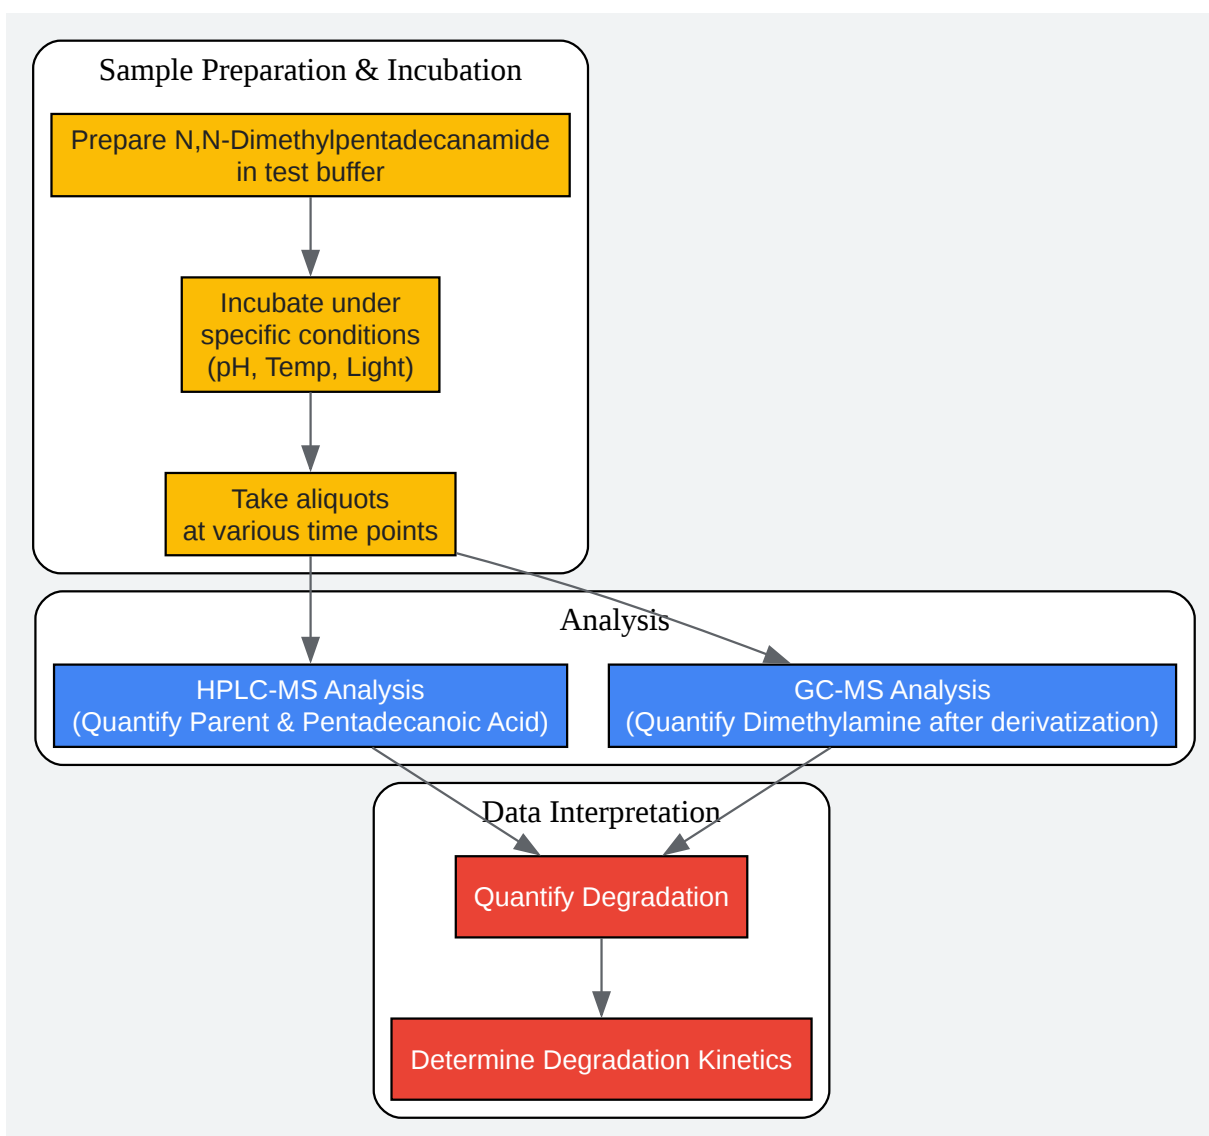 Sample Preparation & Incubation
Prepare N,N-Dimethylpentadecanamide
in test buffer
Incubate under
specific conditions
(pH, Temp, Light)
Take aliquots
at various time points
Analysis
HPLC-MS Analysis
(Quantify Parent & Pentadecanoic Acid)
GC-MS Analysis
(Quantify Dimethylamine after derivatization)
Data Interpretation
Quantify Degradation
Determine Degradation Kinetics